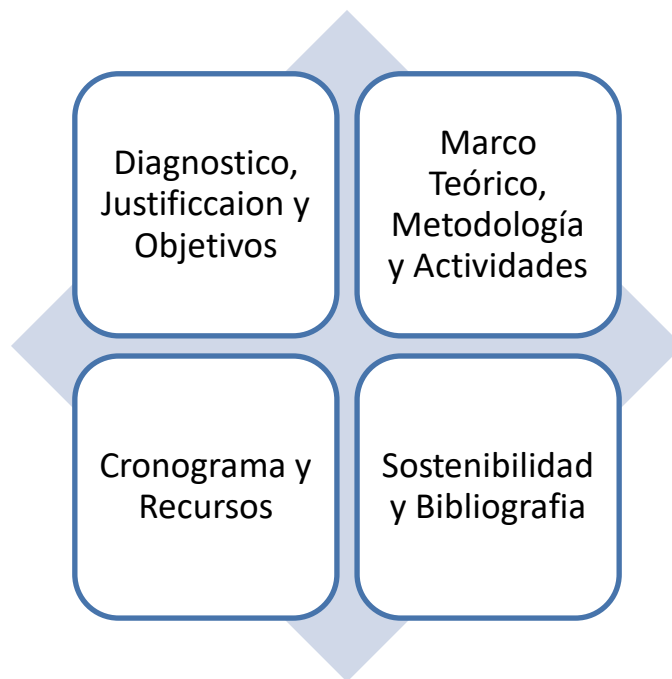 Diagnostico,
Justificcaion y
Objetivos
Marco
Teórico,
Metodología
y Actividades
Cronograma y
Recursos
Sostenibilidad
y Bibliografia